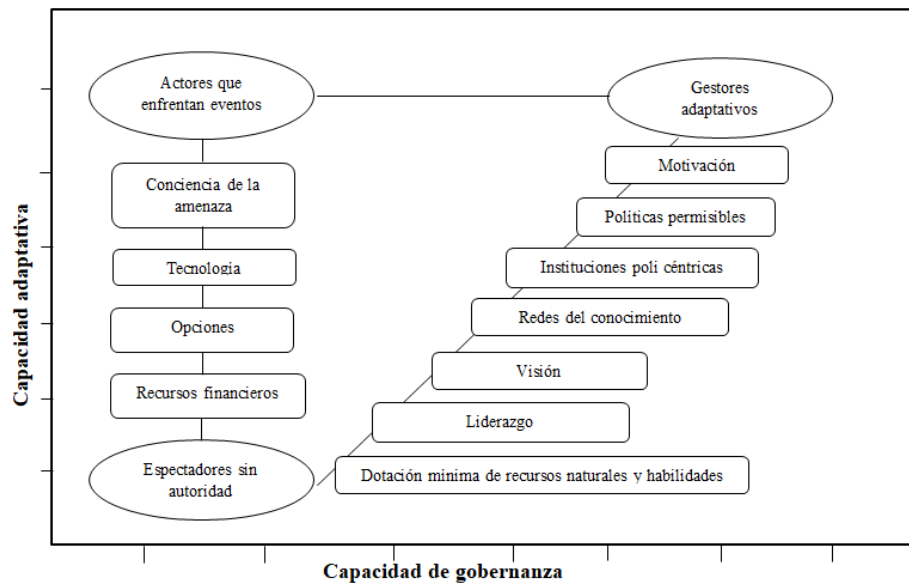 Actores que
enfrentan eventos
Gestores
adaptativos
Conciencia de la
amenaza
Tecnología
Opciones
Recursos financieros
Espectadores sin
autoridad
Motivación
Políticas permisibles
Instituciones poli céntricas
Redes del conocimiento
Visión
Liderazgo
Dotación mínima de recursos naturales y habilidades
Capacidad adaptativa
Capacidad de gobernanza